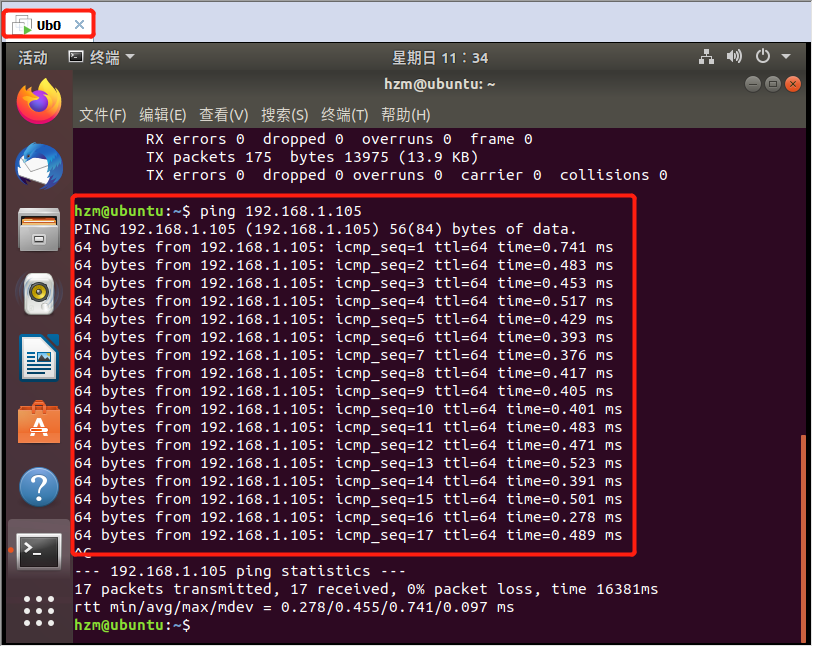 Ub0
活动 终端 星期日 11：34
hzm@ubuntu: ~
文件(F) 编辑(E) 查看(V) 搜索(S) 终端(T) 帮助(H)
RX errors 0 dropped 0 overruns 0 frame 0
TX packets 175 bytes 13975 (13.9 KB)
TX errors 0 dropped 0 overruns 0 carrier 0 collisions 0
hzm@ubuntu:~$ ping 192.168.1.105
PING 192.168.1.105 (192.168.1.105) 56(84) bytes of data.
64 bytes from 192.168.1.105: icmp_seq=1 ttl=64 time=0.741 ms
64 bytes from 192.168.1.105: icmp_seq=2 ttl=64 time=0.483 ms
64 bytes from 192.168.1.105: icmp_seq=3 ttl=64 time=0.453 ms
64 bytes from 192.168.1.105: icmp_seq=4 ttl=64 time=0.517 ms
64 bytes from 192.168.1.105: icmp_seq=5 ttl=64 time=0.429 ms
64 bytes from 192.168.1.105: icmp_seq=6 ttl=64 time=0.393 ms
64 bytes from 192.168.1.105: icmp_seq=7 ttl=64 time=0.376 ms
64 bytes from 192.168.1.105: icmp_seq=8 ttl=64 time=0.417 ms
64 bytes from 192.168.1.105: icmp_seq=9 ttl=64 time=0.405 ms
64 bytes from 192.168.1.105: icmp_seq=10 ttl=64 time=0.401 ms
64 bytes from 192.168.1.105: icmp_seq=11 ttl=64 time=0.483 ms
64 bytes from 192.168.1.105: icmp_seq=12 ttl=64 time=0.471 ms
64 bytes from 192.168.1.105: icmp_seq=13 ttl=64 time=0.523 ms
64 bytes from 192.168.1.105: icmp_seq=14 ttl=64 time=0.391 ms
64 bytes from 192.168.1.105: icmp_seq=15 ttl=64 time=0.501 ms
64 bytes from 192.168.1.105: icmp_seq=16 ttl=64 time=0.278 ms
64 bytes from 192.168.1.105: icmp_seq=17 ttl=64 time=0.489 ms
^C
--- 192.168.1.105 ping statistics ---
17 packets transmitted, 17 received, 0% packet loss, time 16381ms
rtt min/avg/max/mdev = 0.278/0.455/0.741/0.097 ms
hzm@ubuntu:~$